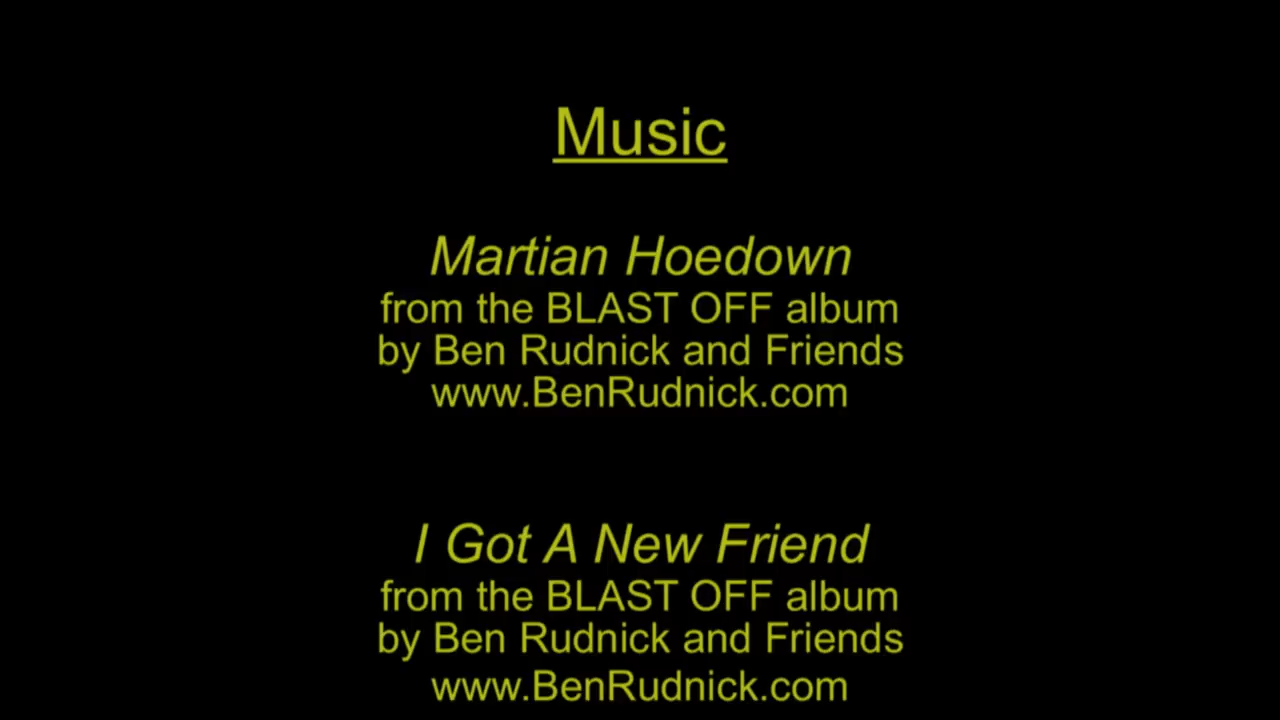 Music
Martian Hoedown
from the BLAST OFF album
by Ben Rudnick and Friends
www.BenRudnick.com
I Got A New Friend
from the BLAST OFF album
by Ben Rudnick and Friends
www.BenRudnick.com